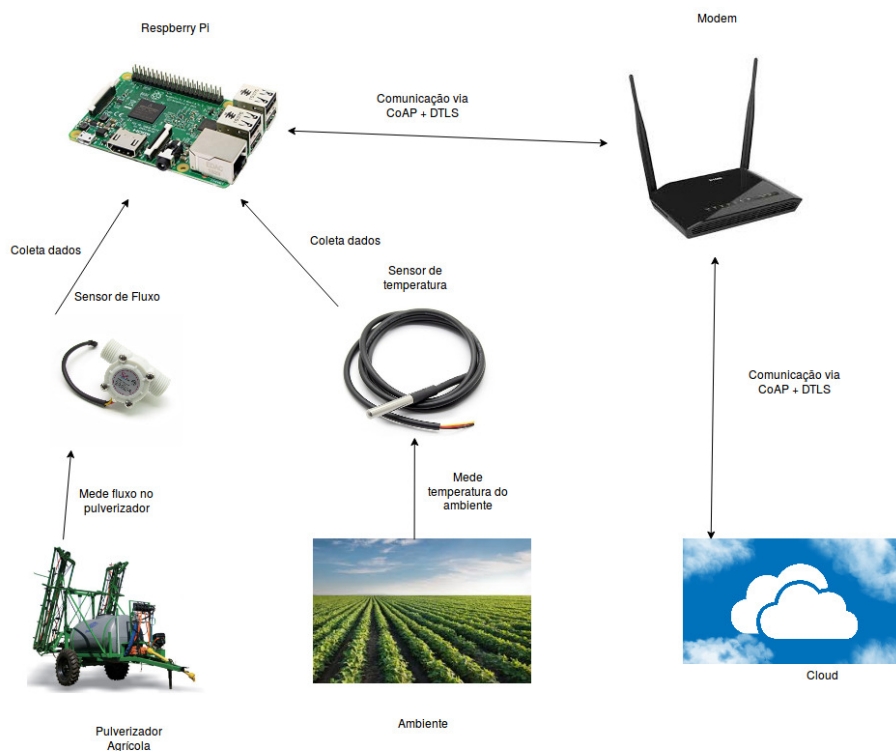 Respberry Pi
Modem
Comunicação via
CoAP + DTLS
Coleta dados
Coleta dados
Sensor de
temperatura
Sensor de Fluxo
Comunicação via
CoAP + DTLS
Mede fluxo no
pulverizador
Mede
temperatura do
ambiente
Cloud
Ambiente
Pulverizador
Agrícola